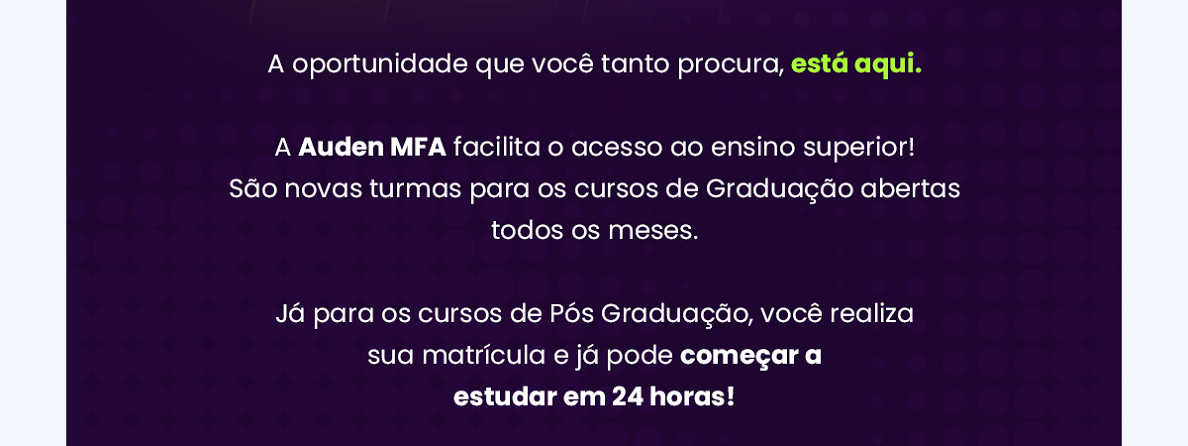 A oportunidade que você tanto procura, está aqui.
A Auden MFA facilita o acesso ao ensino superior!
São novas turmas para os cursos de Graduação abertas
todos os meses.
Já para os cursos de Pós Graduação, você realiza
sua matrícula e já pode começar a
estudar em 24 horas!